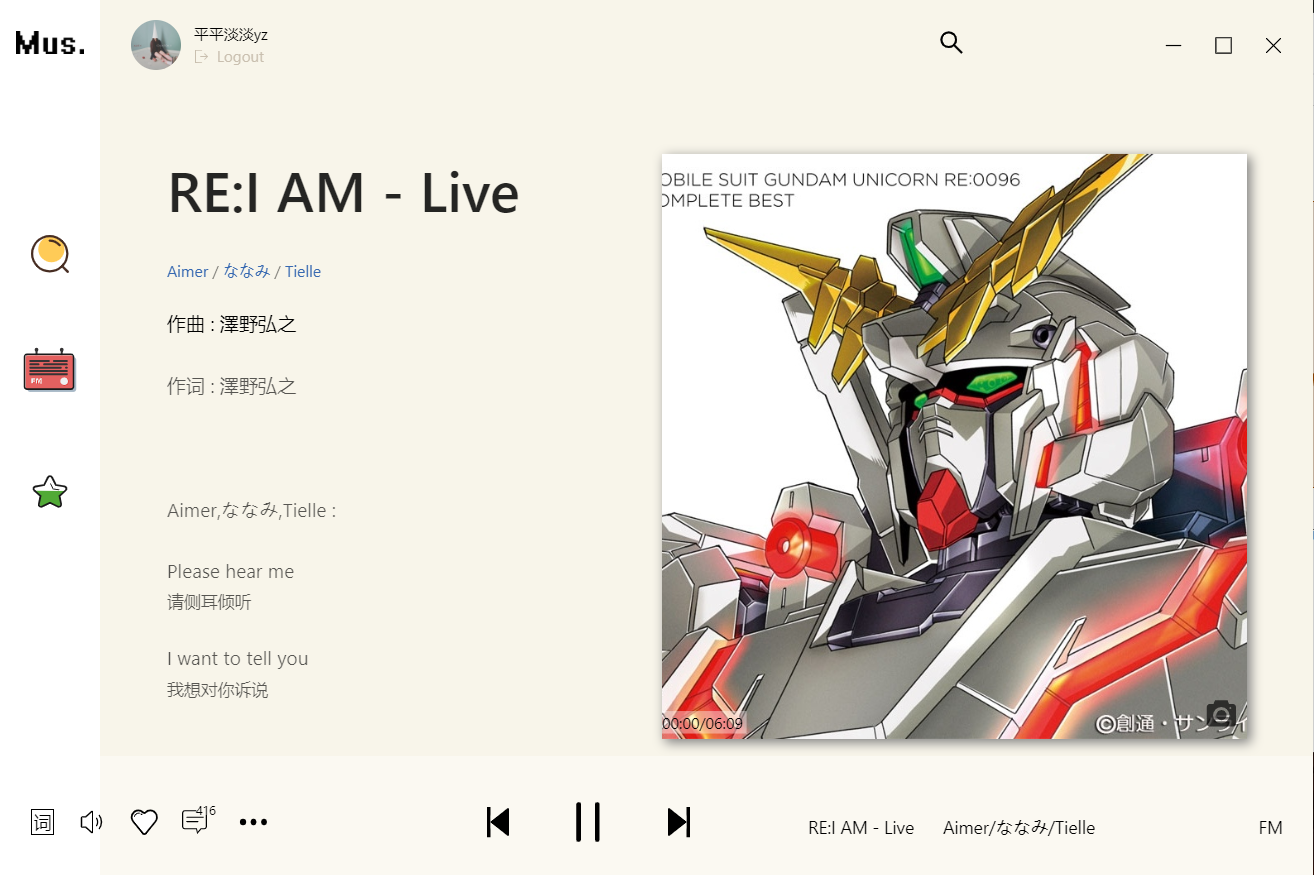 Mus.
平平淡淡yz
Logout
RE:I AM - Live
Aimer / ななみ / Tielle
作曲 : 澤野弘之
作词 : 澤野弘之
Aimer,ななみ,Tielle :
Please hear me
请侧耳倾听
I want to tell you
我想对你诉说
OBILE SUIT GUNDAM UNICORN RE:0096
OMPLETE BEST
00:00/06:09
©創通・サンライ
FM
词
416
RE:I AM - Live
Aimer/ななみ/Tielle
FM